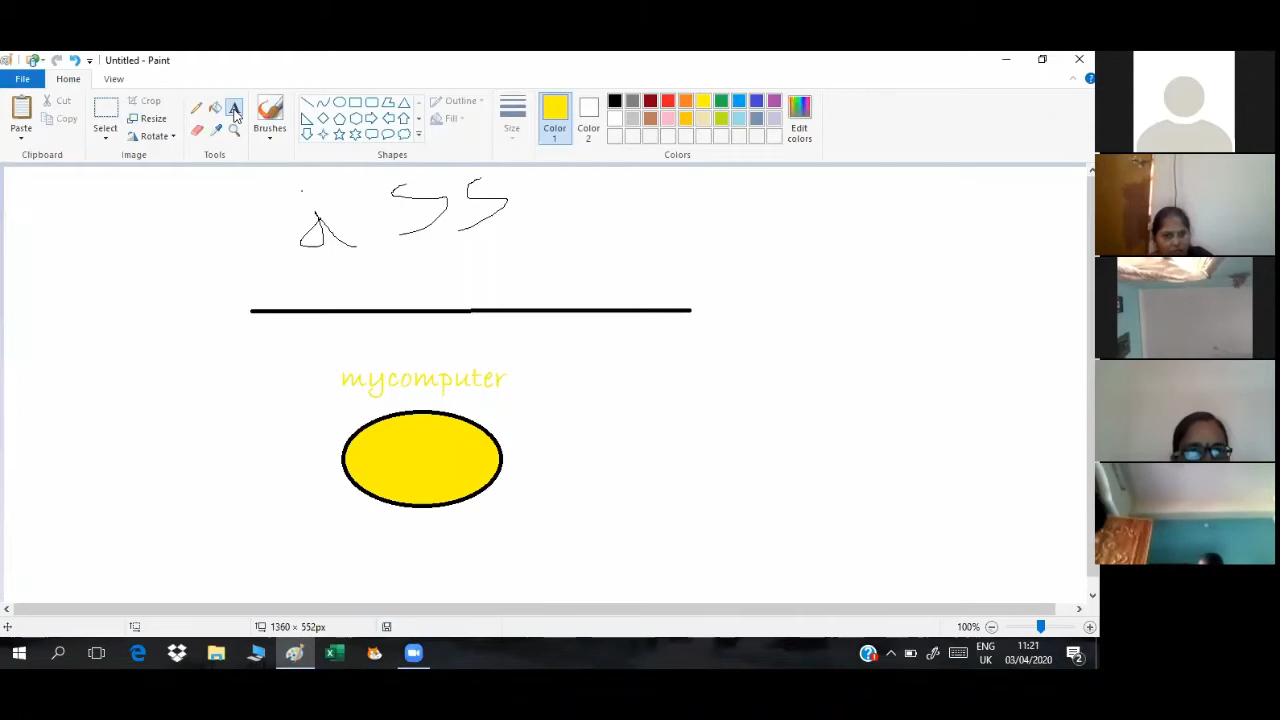 Untitled - Paint
File Home View
Paste Cut Copy Clipboard
Select Crop Resize Rotate Image
Tools
Brushes
Shapes Outline Fill
Size
Color 1 Color 2 Edit colors Colors
mycomputer
1360 × 552px 100%
ENG UK 11:21 03/04/2020 2